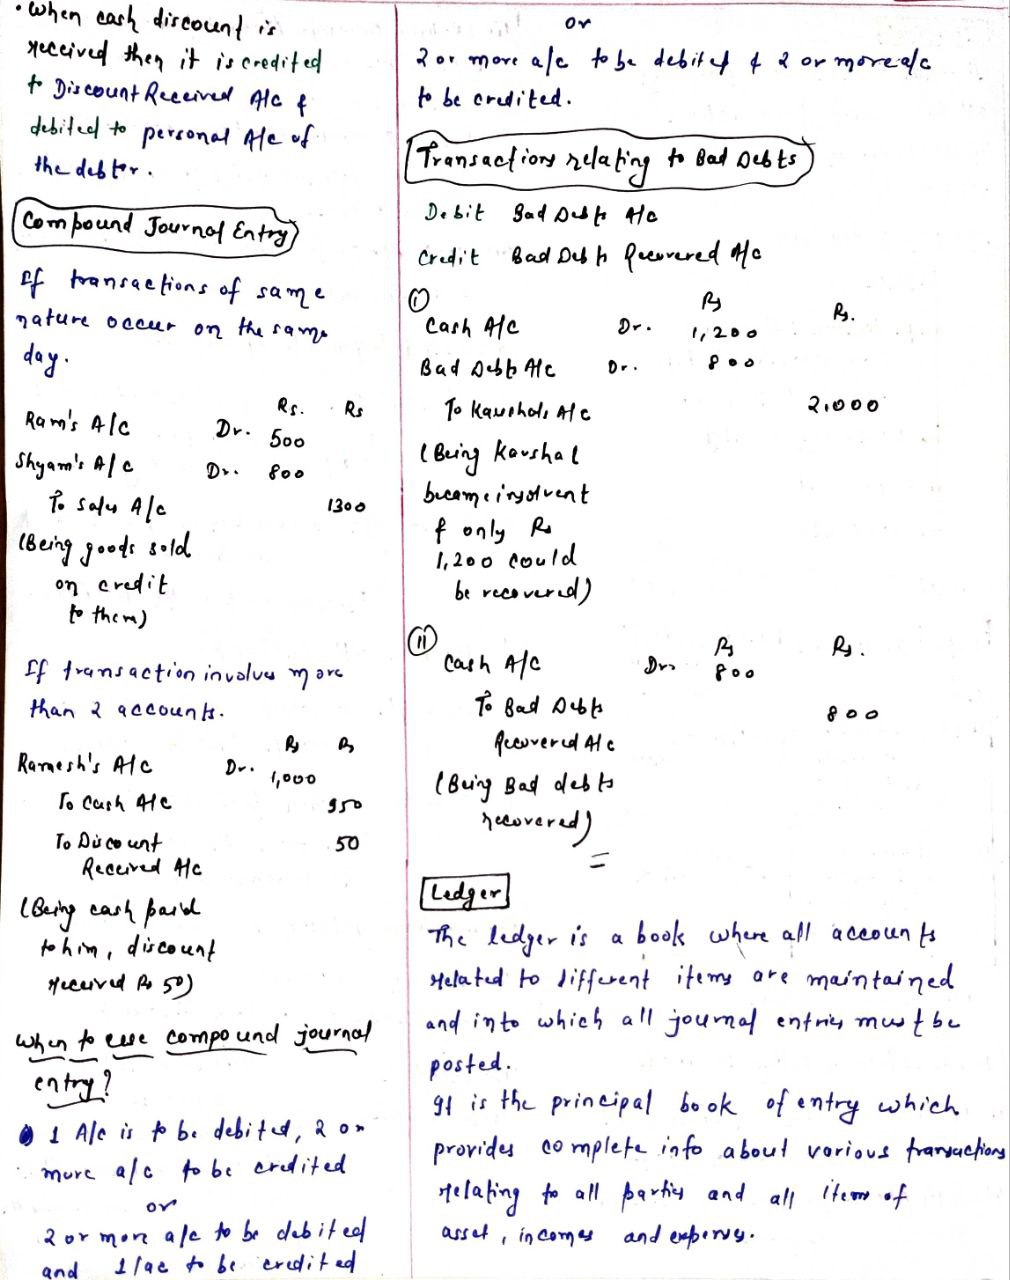 • When cash discount is
received then it is credited
to Discount Received A/c &
debited to personal A/c of
the debtor.
Compound Journal Entry
If transactions of same
nature occur on the same
day.
Rs. Rs
Ram's A/c Dr. 500
Shyam's A/c Dr. 800
To Sales A/c 1300
(Being goods sold
on credit
to them)
If transaction involves more
than 2 accounts.
Rs Rs
Ramesh's A/c Dr. 1,000
To Cash A/c 950
To Discount 50
Received A/c
(Being cash paid
to him, discount
received Rs 50)
When to use compound journal
entry?
1 A/c is to be debited, 2 or
more a/c to be credited
or
2 or more a/c to be debited
and 1/ac to be credited
or
2 or more a/c to be debited & 2 or more a/c
to be credited.
Transactions relating to Bad Debts
Debit Bad Debts A/c
Credit Bad Debts Recovered A/c
(i) Rs Rs.
Cash A/c Dr. 1,200
Bad Debts A/c Dr. 800
To Kaushals A/c 2,000
(Being Kaushal
became insolvent
& only Rs
1,200 could
be recovered)
(ii) Rs Rs.
Cash A/c Dr. 800
To Bad Debts 800
Recovered A/c
(Being Bad debts
recovered)
Ledger
The ledger is a book where all accounts
related to different items are maintained
and into which all journal entries must be
posted.
It is the principal book of entry which
provides complete info about various transactions
relating to all parties and all items of
asset, incomes and expenses.